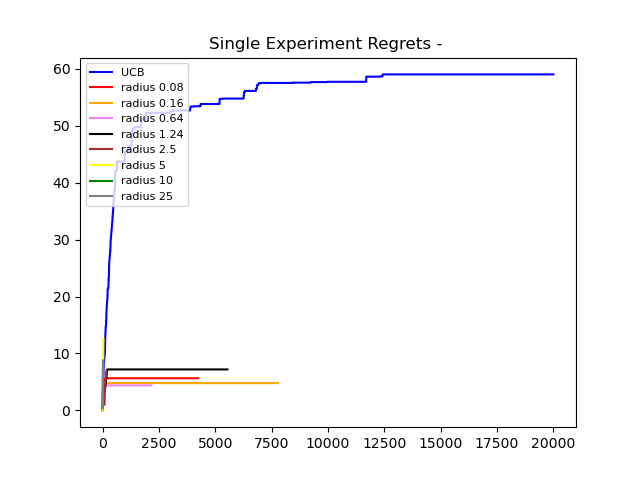 Single Experiment Regrets -
60
50
40
30
20
10
0
UCB
radius 0.08
radius 0.16
radius 0.64
radius 1.24
radius 2.5
radius 5
radius 10
radius 25
0 2500 5000 7500 10000 12500 15000 17500 20000